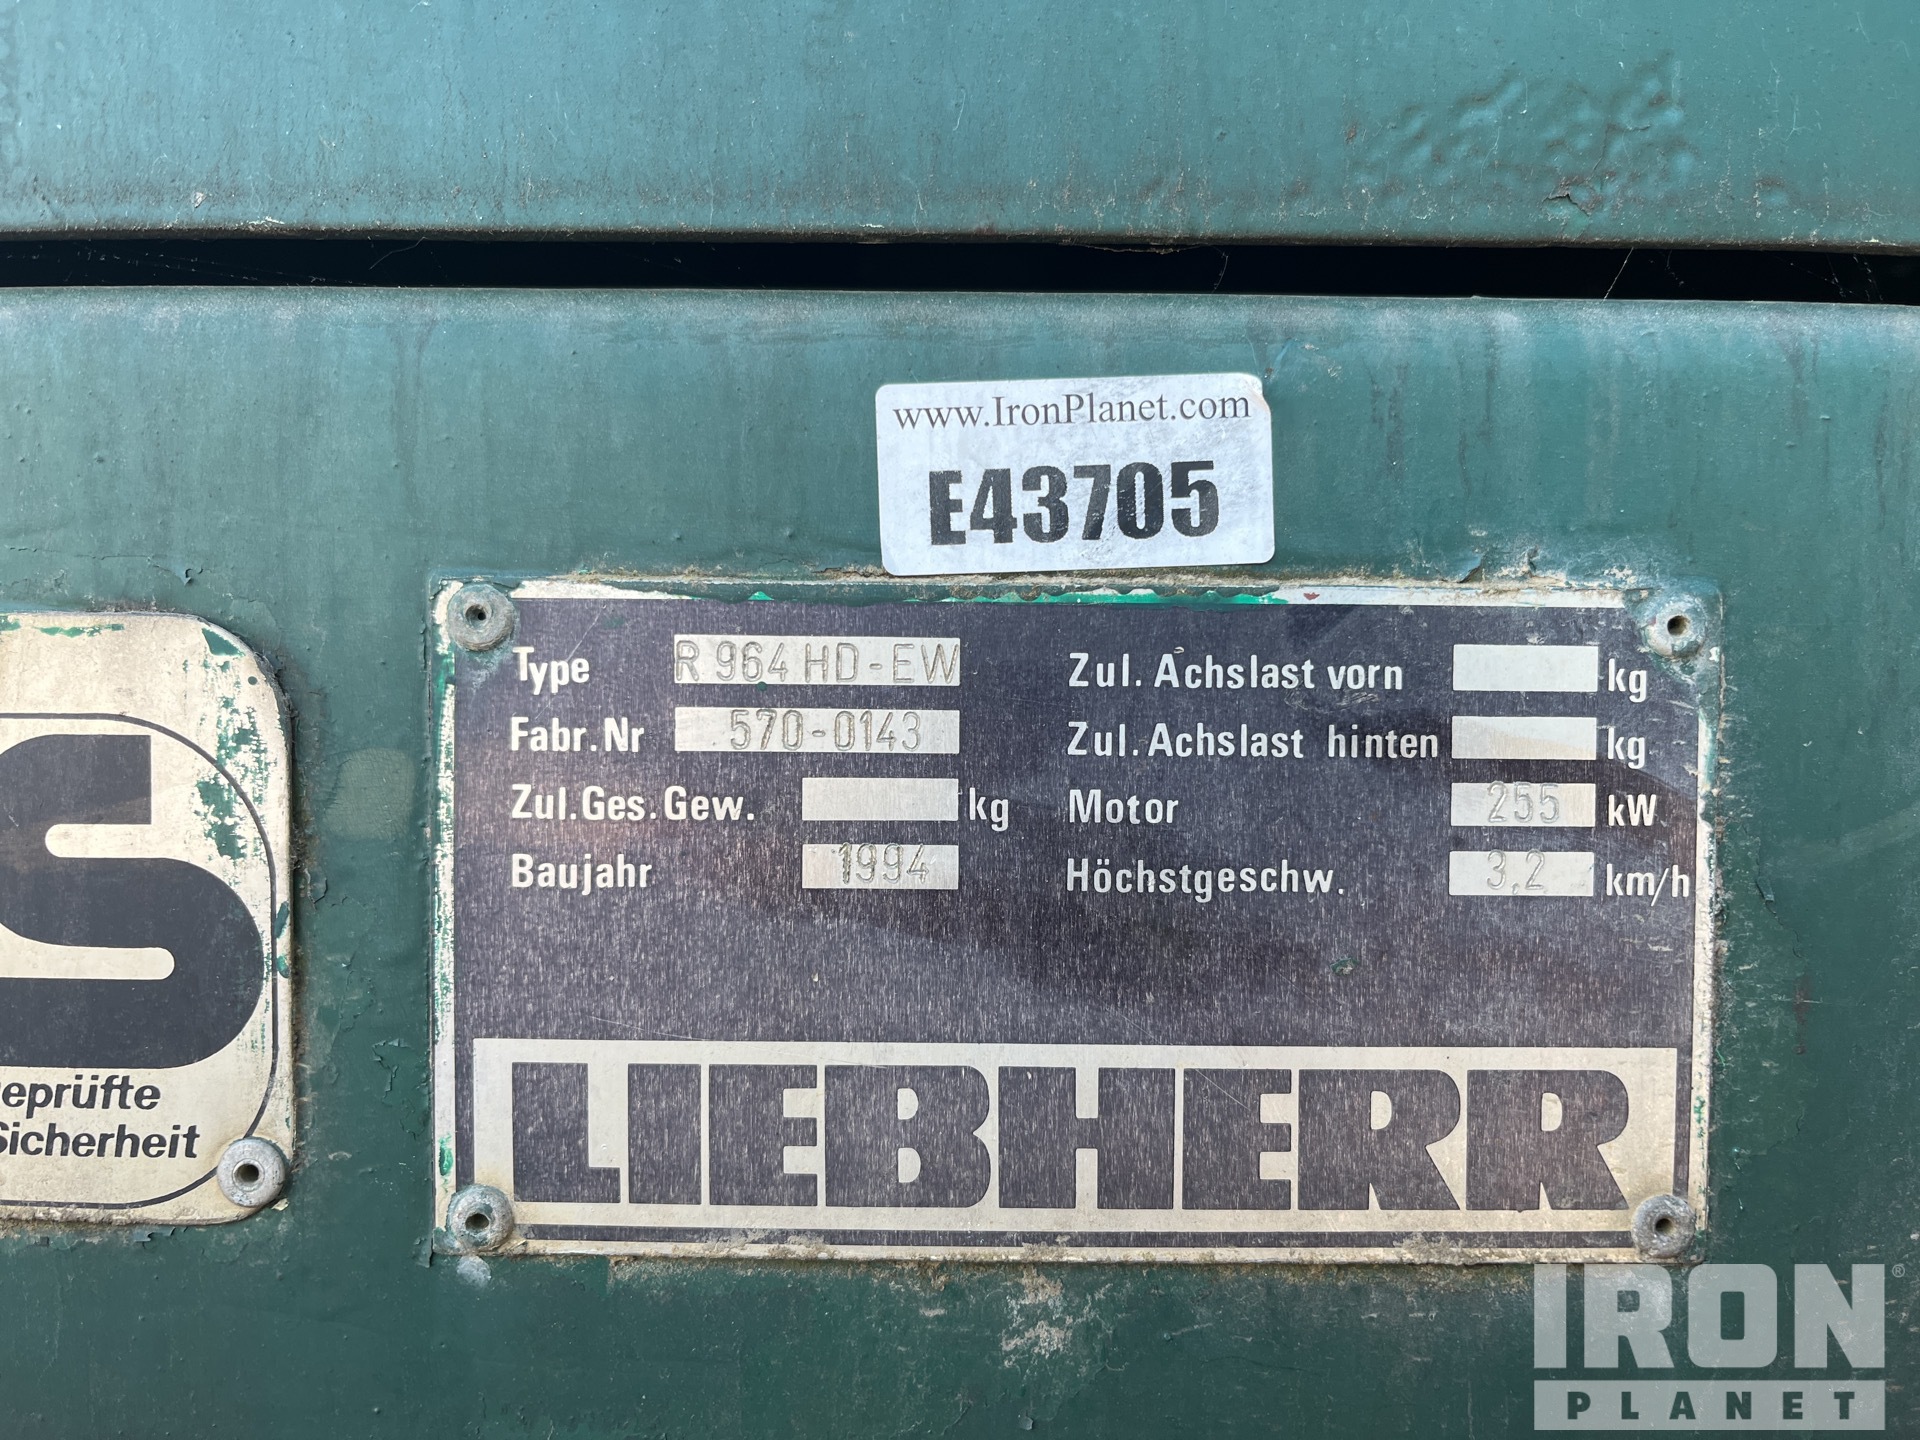 www.IronPlanet.com
E43705
Type R 964 HD-EW
Fabr.Nr 570-0143
Zul.Ges.Gew. kg
Baujahr 1994
Zul. Achslast vorn kg
Zul. Achslast hinten kg
Motor 255 kW
Höchstgeschw. 3,2 km/h
LIEBHERR
S
eprüfte
Sicherheit
IRON
PLANET